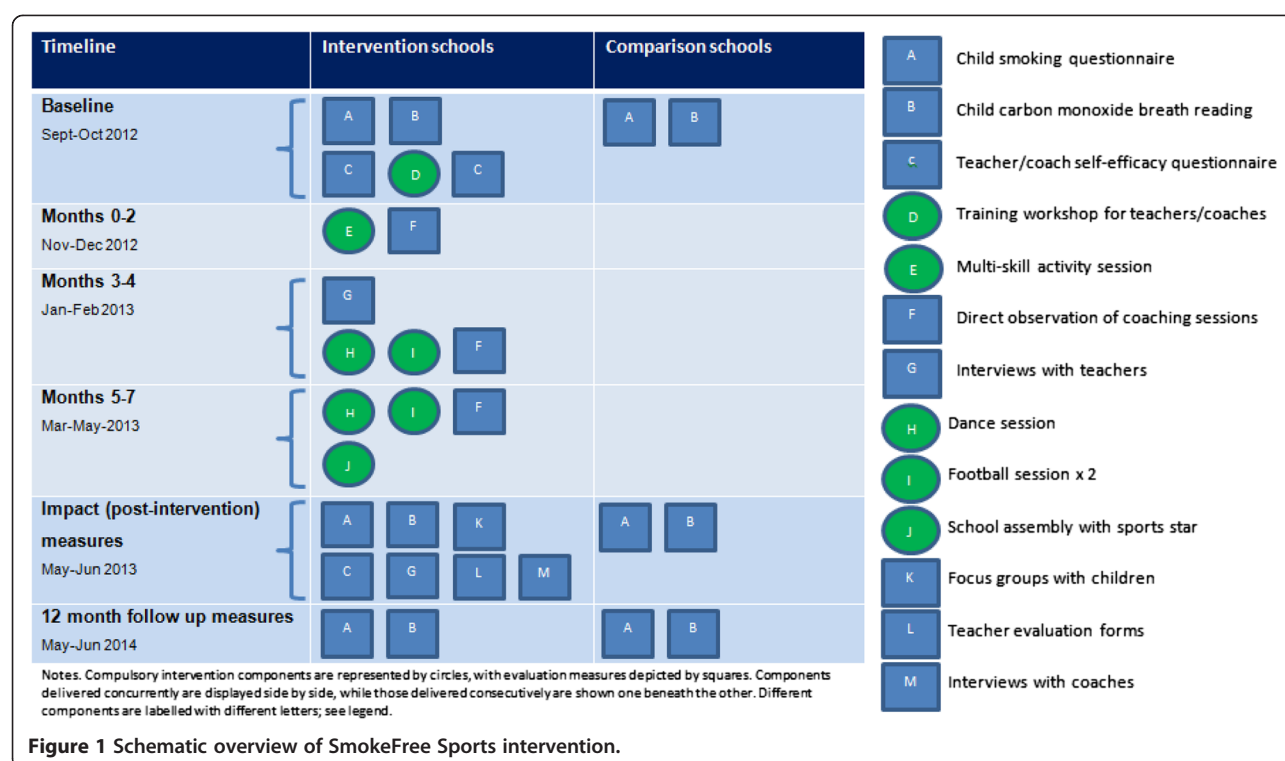 Timeline Intervention schools Comparison schools
Baseline
Sept-Oct 2012
A B A B
C D C
Months 0-2
Nov-Dec 2012
E F
Months 3-4
Jan-Feb 2013
G
H I F
Months 5-7
Mar-May-2013
H I F
J
Impact (post-intervention)
measures
May-Jun 2013
A B K A B
C G L M
12 month follow up measures
May-Jun 2014
A B A B
A Child smoking questionnaire
B Child carbon monoxide breath reading
C Teacher/coach self-efficacy questionnaire
D Training workshop for teachers/coaches
E Multi-skill activity session
F Direct observation of coaching sessions
G Interviews with teachers
H Dance session
I Football session x 2
J School assembly with sports star
K Focus groups with children
L Teacher evaluation forms
M Interviews with coaches
Notes. Compulsory intervention components are represented by circles, with evaluation measures depicted by squares. Components
delivered concurrently are displayed side by side, while those delivered consecutively are shown one beneath the other. Different
components are labelled with different letters; see legend.
Figure 1 Schematic overview of SmokeFree Sports intervention.